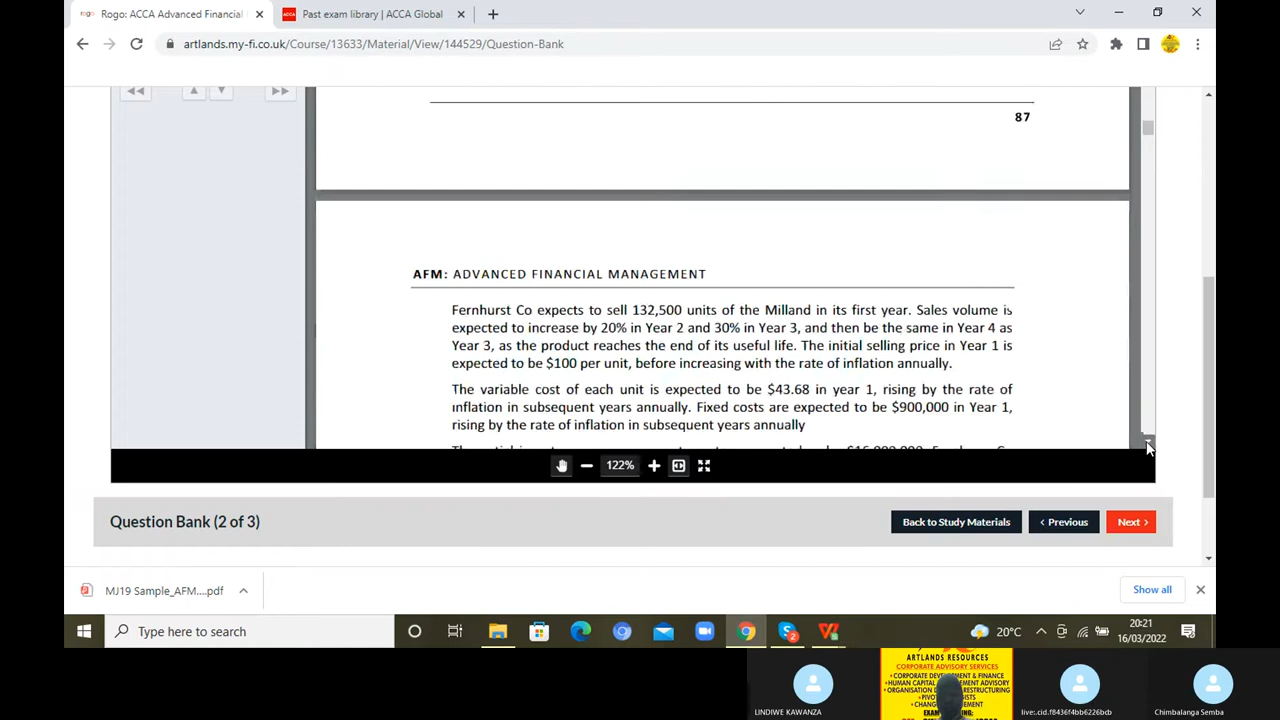 Rogo: ACCA Advanced Financial
Past exam library | ACCA Global
artlands.my-fi.co.uk/Course/13633/Material/View/144529/Question-Bank
87
AFM: ADVANCED FINANCIAL MANAGEMENT
Fernhurst Co expects to sell 132,500 units of the Milland in its first year. Sales volume is
expected to increase by 20% in Year 2 and 30% in Year 3, and then be the same in Year 4 as
Year 3, as the product reaches the end of its useful life. The initial selling price in Year 1 is
expected to be $100 per unit, before increasing with the rate of inflation annually.
The variable cost of each unit is expected to be $43.68 in year 1, rising by the rate of
inflation in subsequent years annually. Fixed costs are expected to be $900,000 in Year 1,
rising by the rate of inflation in subsequent years annually
122%
Question Bank (2 of 3)
Back to Study Materials
< Previous
Next >
MJ19 Sample_AFM....pdf
Show all
Type here to search
20°C
20:21
16/03/2022
ARTLANDS RESOURCES
CORPORATE ADVISORY SERVICES
LINDIWE KAWANZA
live:.cid.f8436f4bb6226bcb
Chimbalanga Semba